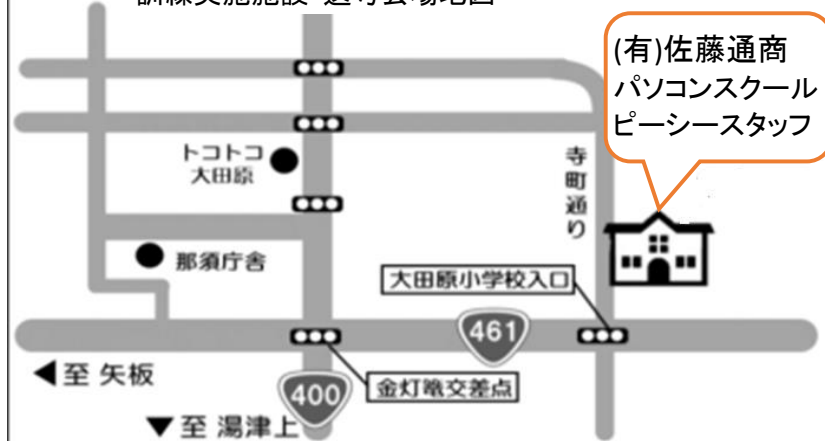 訓練実施施設・選考会場地図
(有)佐藤通商
パソコンスクール
ピーシースタッフ
トコトコ
大田原
寺町通り
那須庁舎
大田原小学校入口
461
◀至 矢板
400
金灯篭交差点
▼至 湯津上